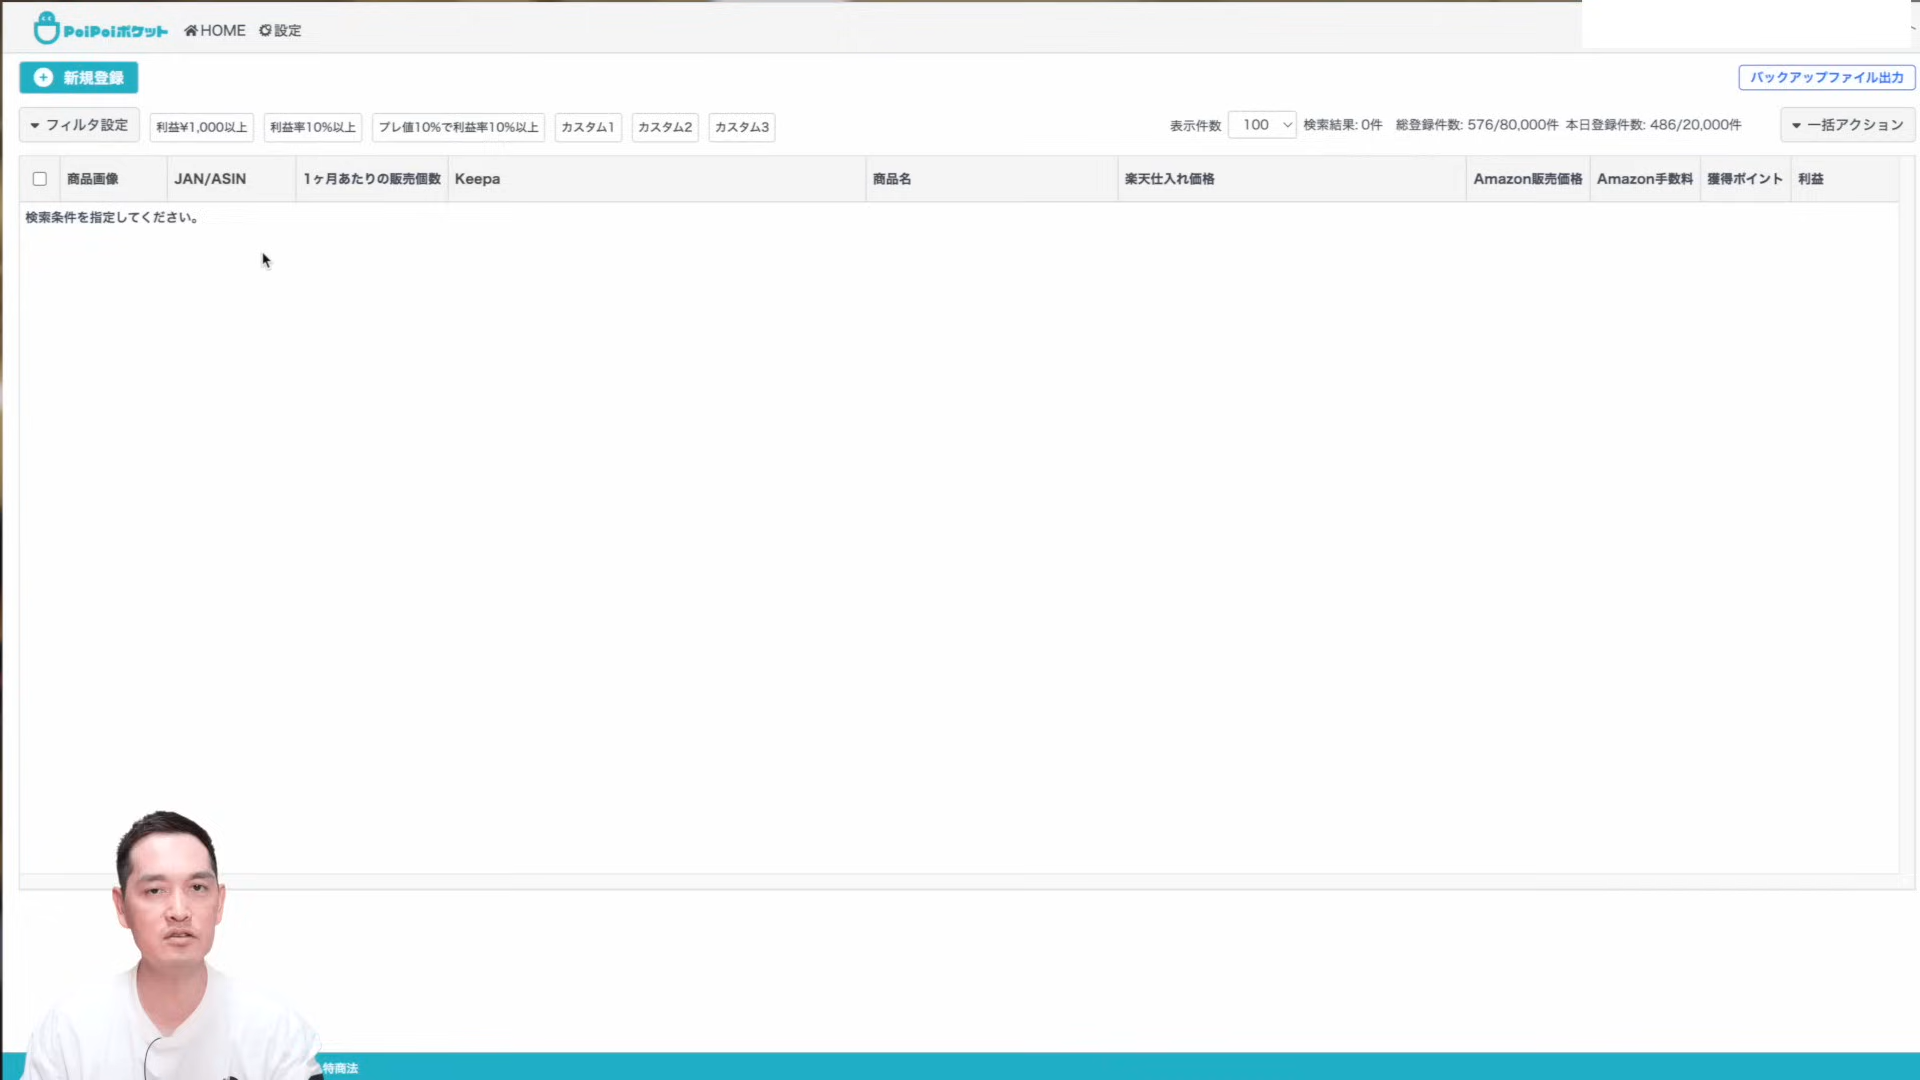 PoiPoiポケット HOME 設定
新規登録
バックアップファイル出力
フィルタ設定 利益¥1,000以上 利益率10%以上 プレ値10%で利益率10%以上 カスタム1 カスタム2 カスタム3 表示件数 100 検索結果: 0件 総登録件数: 576/80,000件 本日登録件数: 486/20,000件 一括アクション
商品画像 JAN/ASIN 1ヶ月あたりの販売個数 Keepa 商品名 楽天仕入れ価格 Amazon販売価格 Amazon手数料 獲得ポイント 利益
検索条件を指定してください。
特商法